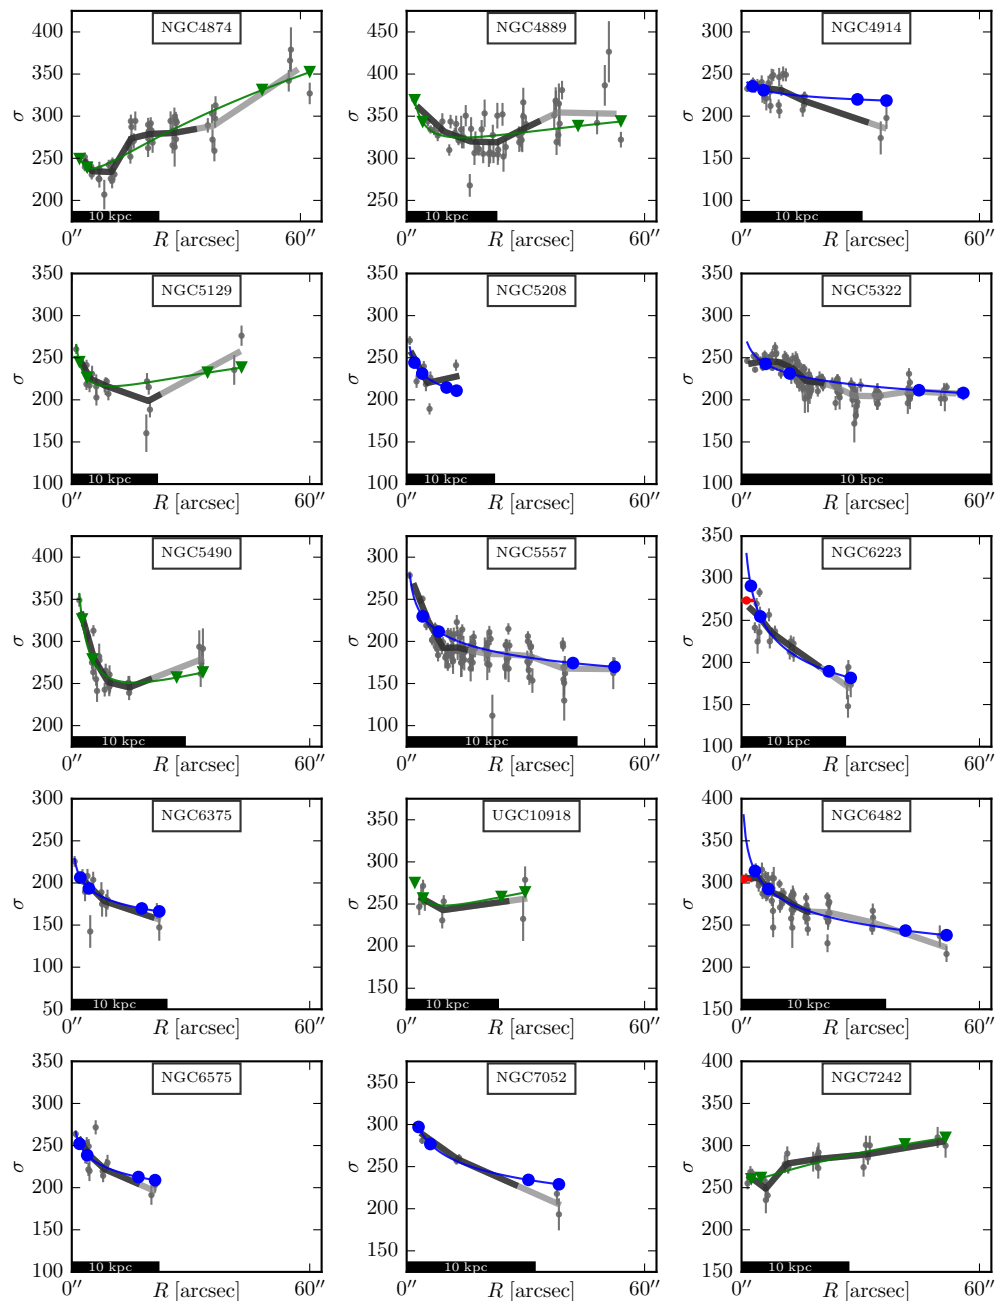 NGC4874
NGC4889
NGC4914
400
350
300
250
200
σ
10 kpc
0″
R [arcsec]
60″
450
400
350
300
250
σ
10 kpc
0″
R [arcsec]
60″
300
250
200
150
100
σ
10 kpc
0″
R [arcsec]
60″
NGC5129
NGC5208
NGC5322
350
300
250
200
150
100
σ
10 kpc
0″
R [arcsec]
60″
350
300
250
200
150
100
σ
10 kpc
0″
R [arcsec]
60″
350
300
250
200
150
100
σ
10 kpc
0″
R [arcsec]
60″
NGC5490
NGC5557
NGC6223
400
350
300
250
200
σ
10 kpc
0″
R [arcsec]
60″
300
250
200
150
100
σ
10 kpc
0″
R [arcsec]
60″
350
300
250
200
150
100
σ
10 kpc
0″
R [arcsec]
60″
NGC6375
UGC10918
NGC6482
300
250
200
150
100
50
σ
10 kpc
0″
R [arcsec]
60″
350
300
250
200
150
σ
10 kpc
0″
R [arcsec]
60″
400
350
300
250
200
150
σ
10 kpc
0″
R [arcsec]
60″
NGC6575
NGC7052
NGC7242
350
300
250
200
150
100
σ
10 kpc
0″
R [arcsec]
60″
350
300
250
200
150
σ
10 kpc
0″
R [arcsec]
60″
400
350
300
250
200
150
σ
10 kpc
0″
R [arcsec]
60″